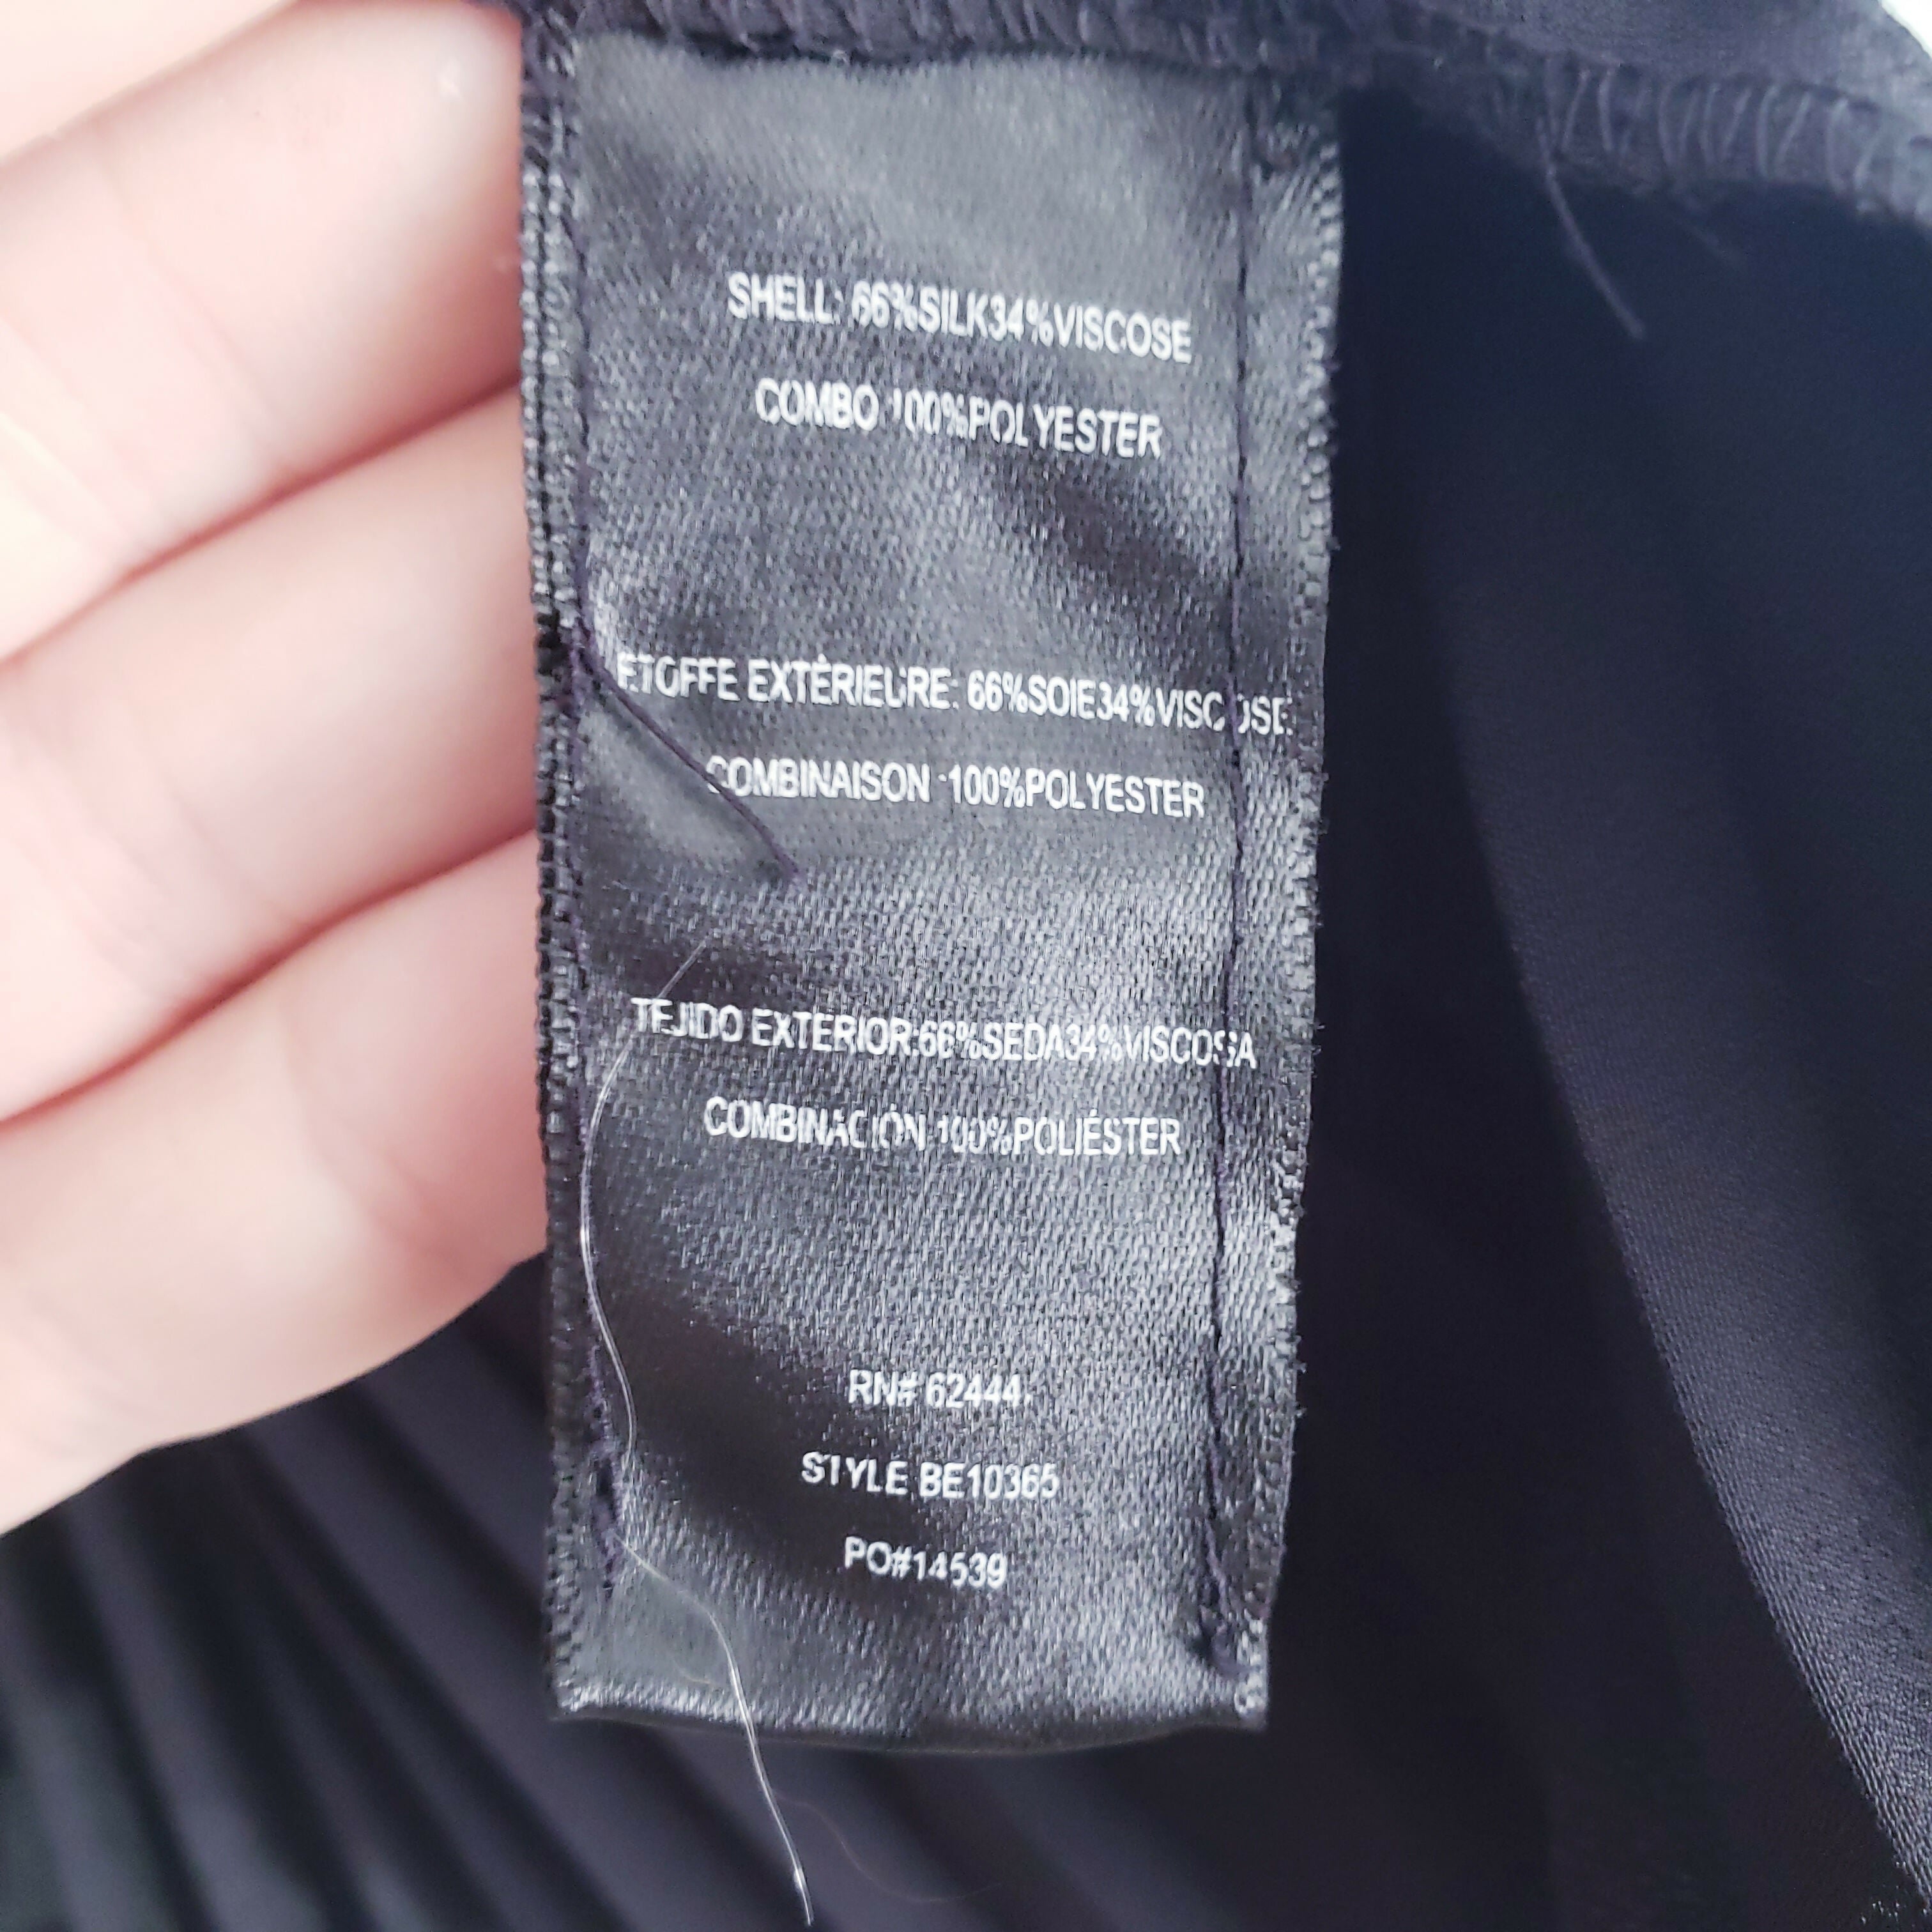 SHELL: 66%SILK34%VISCOSE
COMBO 100%POLYESTER
ETOFFE EXTÉRIEURE: 66%SOIE34%VISCOSE
COMBINAISON :100%POLYESTER
TEJIDO EXTERIOR:66%SEDA34%VISCOSA
COMBINACIÓN 100%POLIÉSTER
RN# 62444
STYLE BE10365
PO#14539